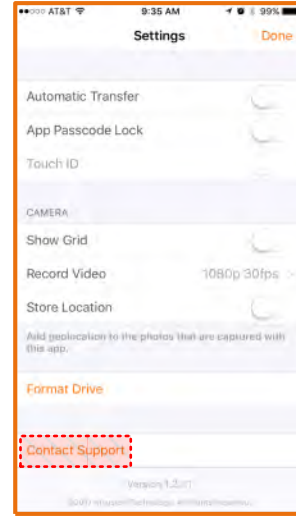 AT&T 9:35 AM 99%
Settings Done
Automatic Transfer
App Passcode Lock
Touch ID
CAMERA
Show Grid
Record Video 1080p 30fps
Store Location
Add geolocation to the photos that are captured with
this app.
Format Drive
Contact Support
Version